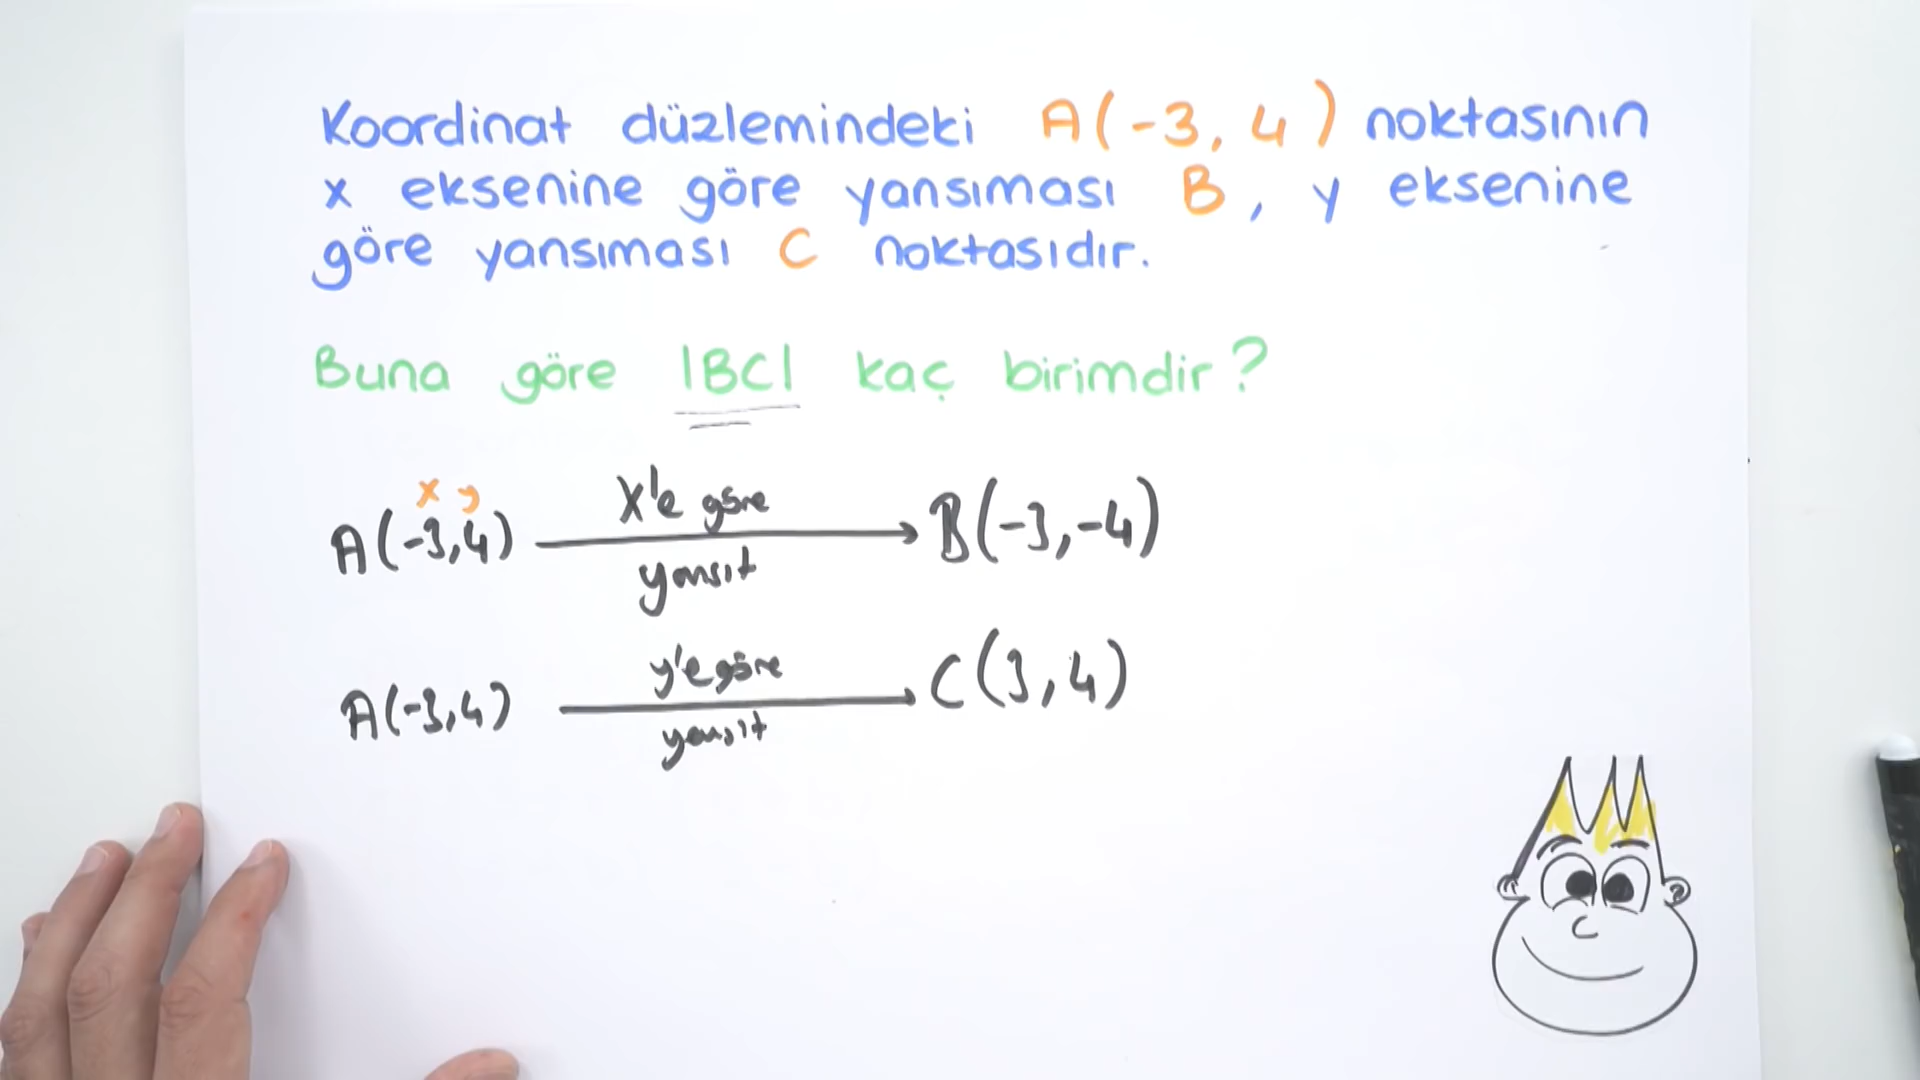 Koordinat düzlemindeki A(-3, 4) noktasının
x eksenine göre yansıması B, y eksenine
göre yansıması C noktasıdır.
Buna göre |BC| kaç birimdir?
x y
x'e göre
A(-3,4) B(-3,-4)
yansıt
y'e göre
A(-3,4) C(3,4)
yansıt